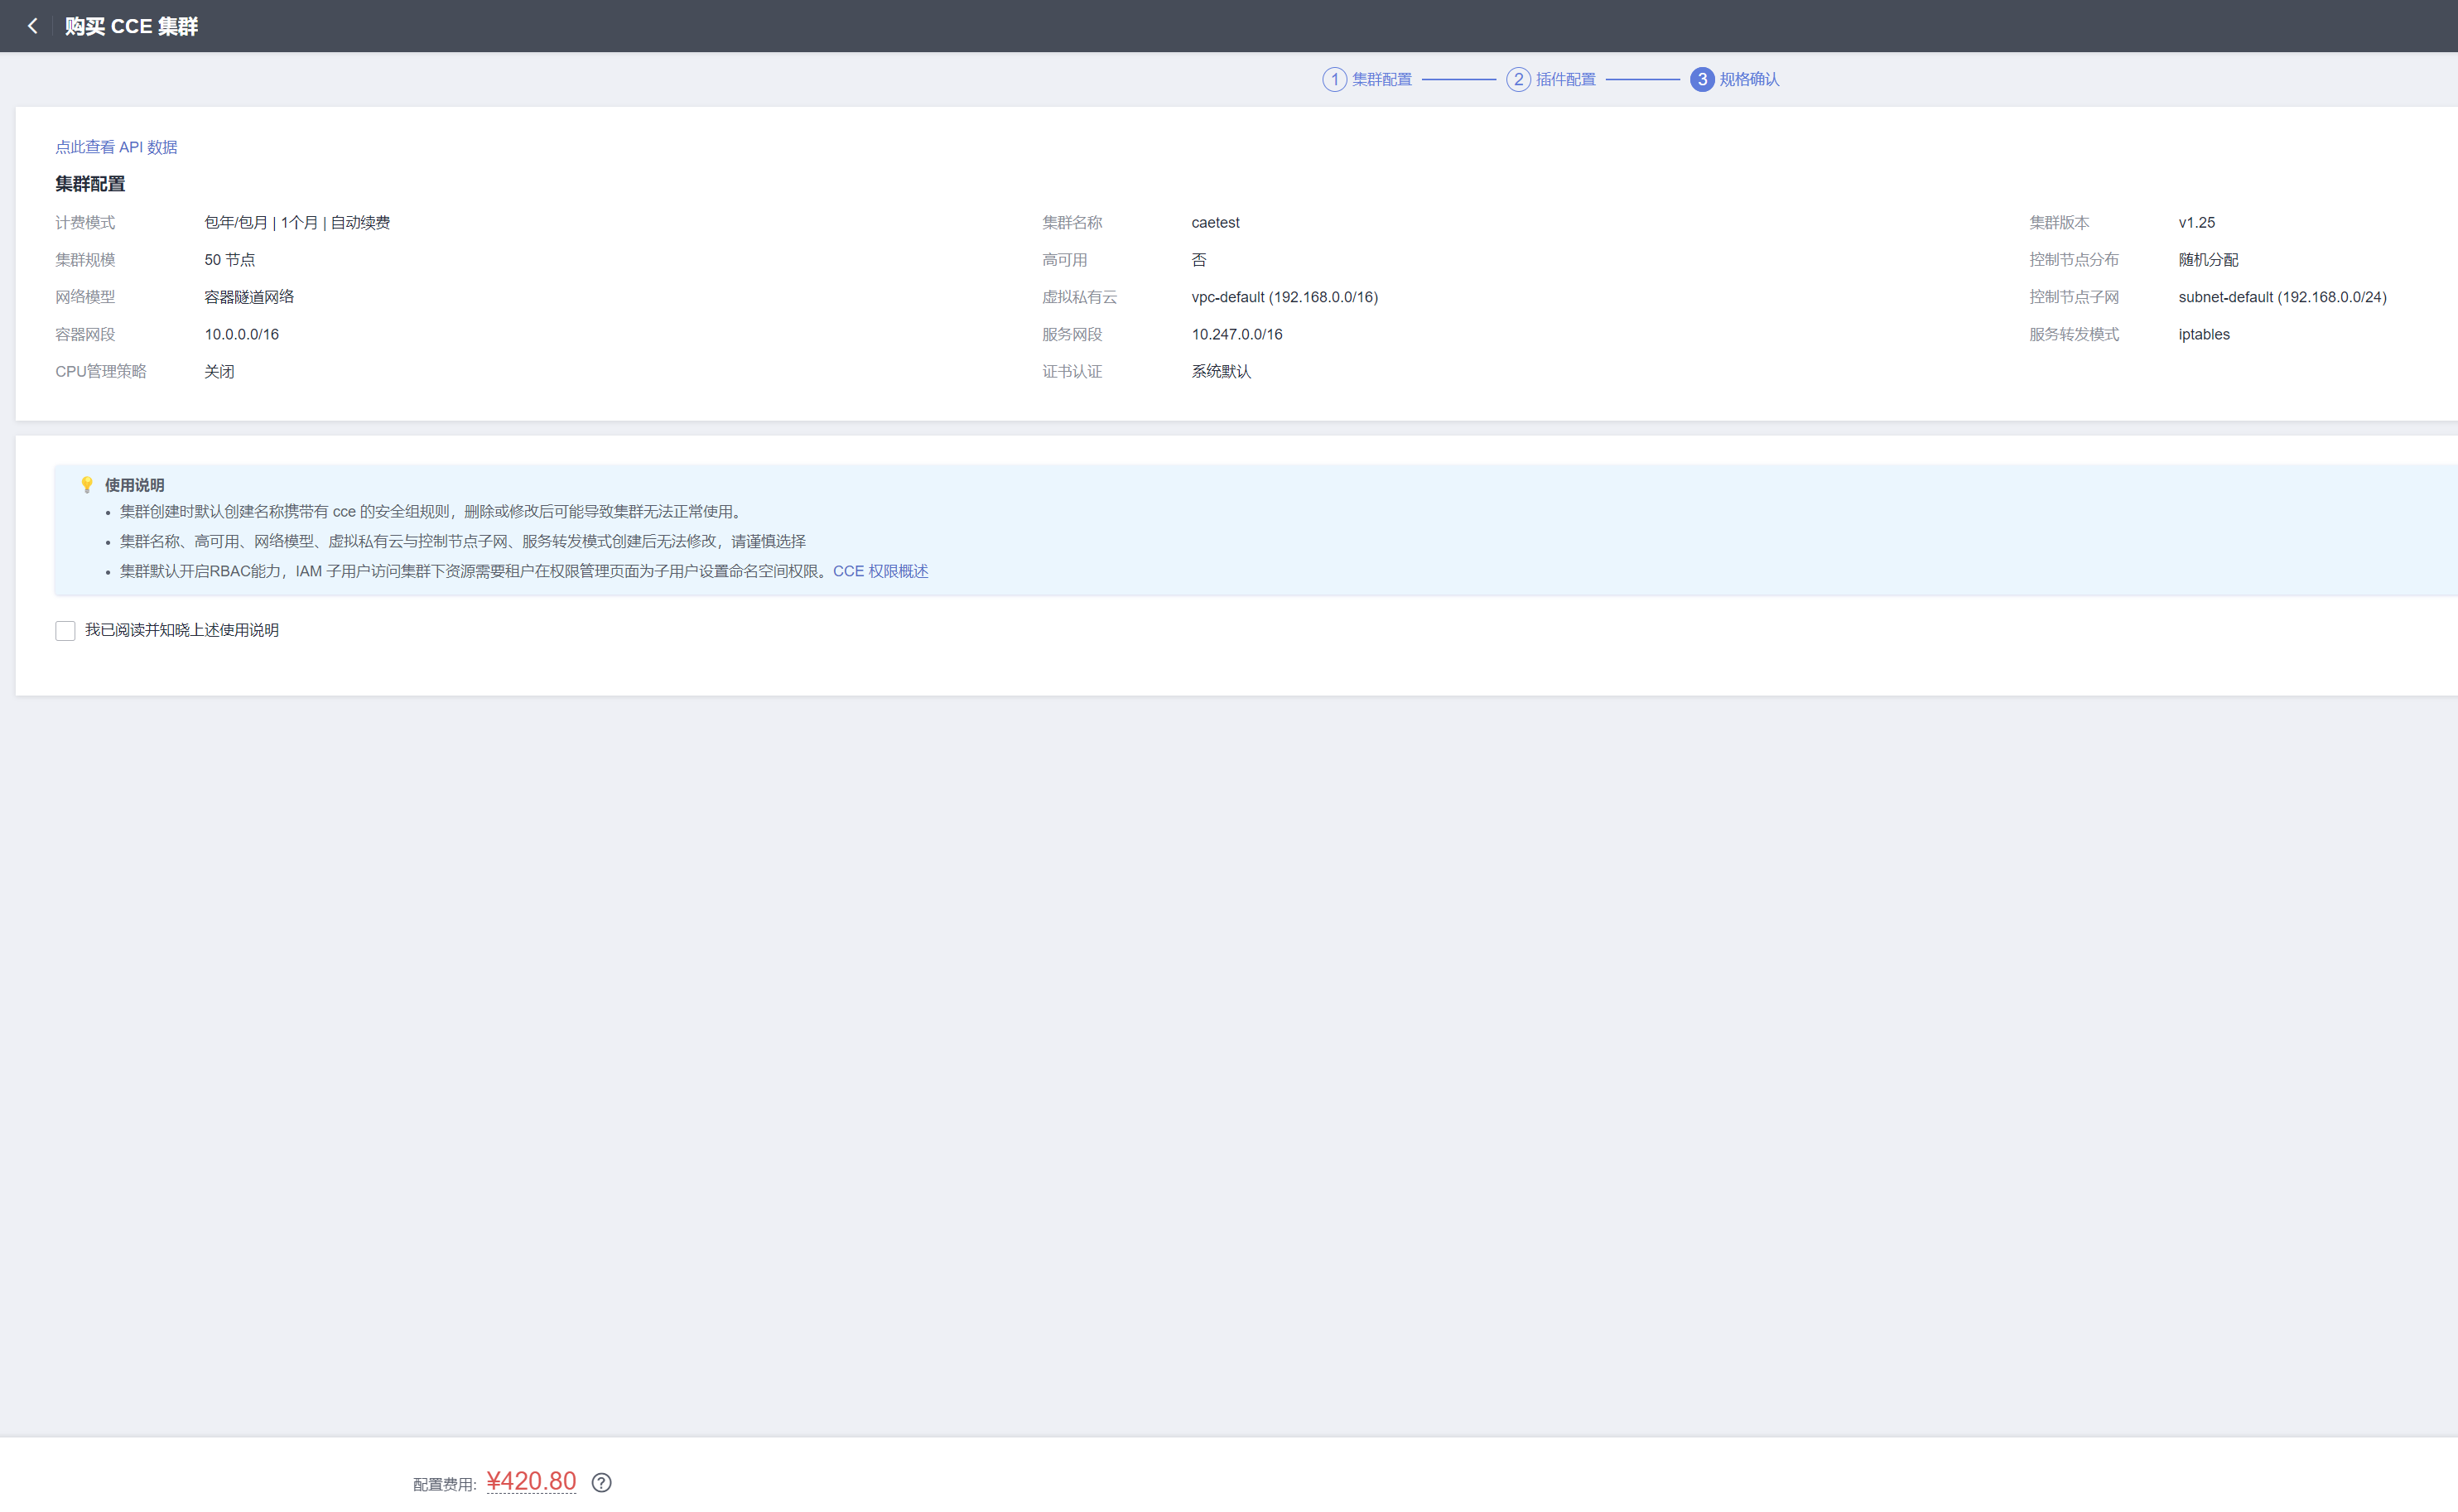 购买 CCE 集群
1 集群配置 2 插件配置 3 规格确认
点此查看 API 数据
集群配置
计费模式 包年/包月 | 1个月 | 自动续费 集群名称 caetest 集群版本 v1.25
集群规模 50 节点 高可用 否 控制节点分布 随机分配
网络模型 容器隧道网络 虚拟私有云 vpc-default (192.168.0.0/16) 控制节点子网 subnet-default (192.168.0.0/24)
容器网段 10.0.0.0/16 服务网段 10.247.0.0/16 服务转发模式 iptables
CPU管理策略 关闭 证书认证 系统默认
使用说明
• 集群创建时默认创建名称携带有 cce 的安全组规则，删除或修改后可能导致集群无法正常使用。
• 集群名称、高可用、网络模型、虚拟私有云与控制节点子网、服务转发模式创建后无法修改，请谨慎选择
• 集群默认开启RBAC能力，IAM 子用户访问集群下资源需要租户在权限管理页面为子用户设置命名空间权限。CCE 权限概述
我已阅读并知晓上述使用说明
配置费用: ¥420.80 ?